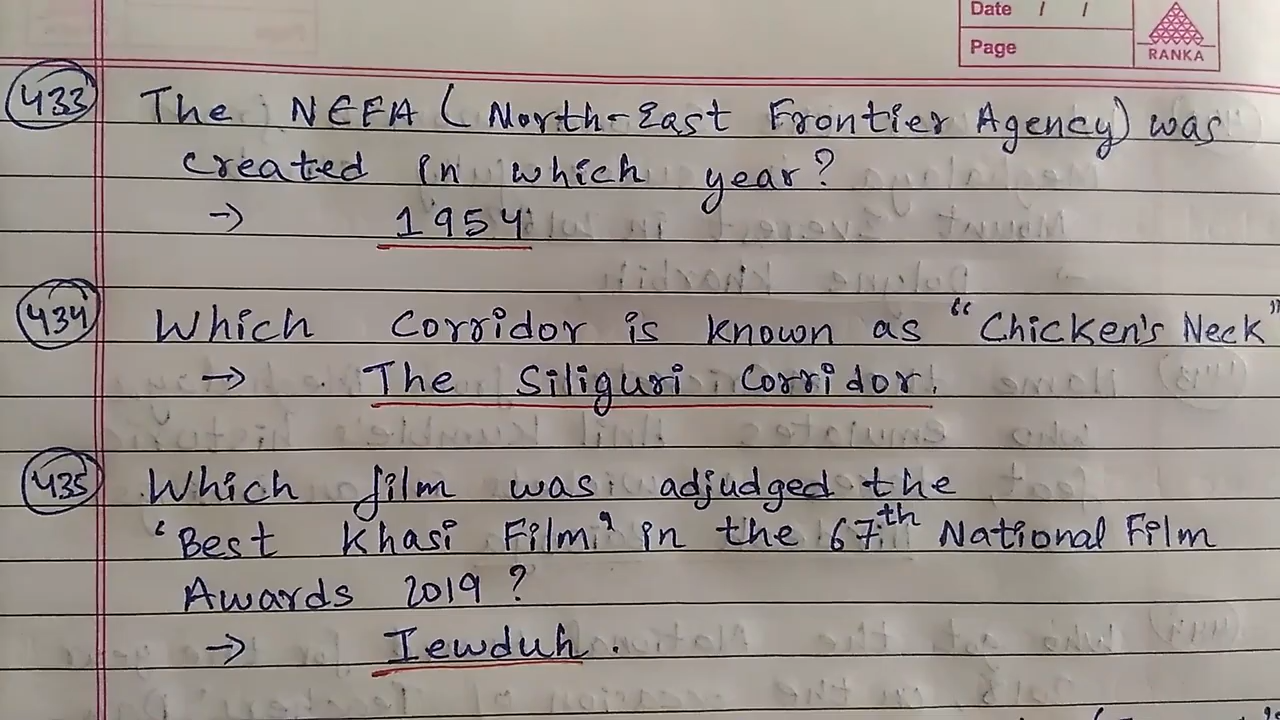 Date / /
Page
RANKA
433 The NEFA (North-East Frontier Agency) was
created in which year?
→ 1954
434 Which Corridor is known as "Chicken's Neck"
→ The Siliguri Corridor.
435 Which film was adjudged the
'Best Khasi Film' in the 67th National Film
Awards 2019?
→ Iewduh.